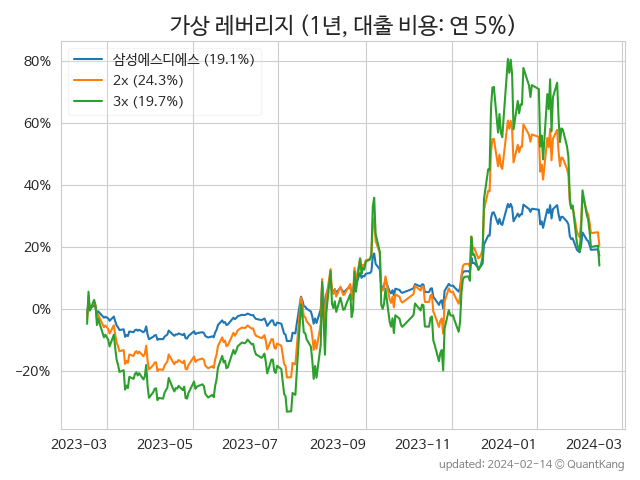 가상 레버리지 (1년, 대출 비용: 연 5%)
삼성에스디에스 (19.1%)
2x (24.3%)
3x (19.7%)
80%
60%
40%
20%
0%
−20%
2023-03 2023-05 2023-07 2023-09 2023-11 2024-01 2024-03
updated: 2024-02-14 © QuantKang